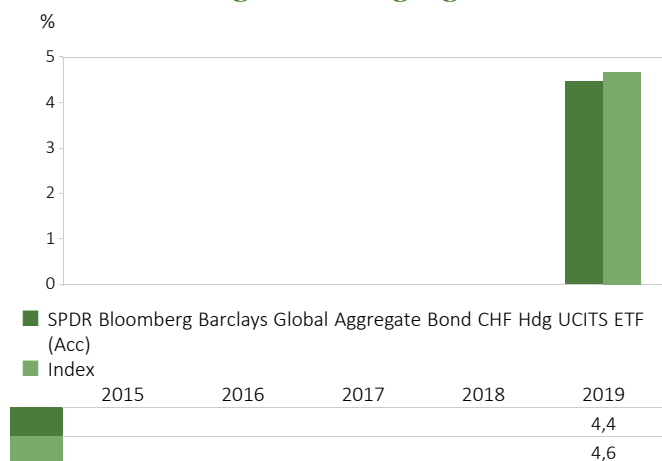 %
5
4
3
2
1
0
SPDR Bloomberg Barclays Global Aggregate Bond CHF Hdg UCITS ETF
(Acc)
Index
2015 2016 2017 2018 2019
4,4
4,6